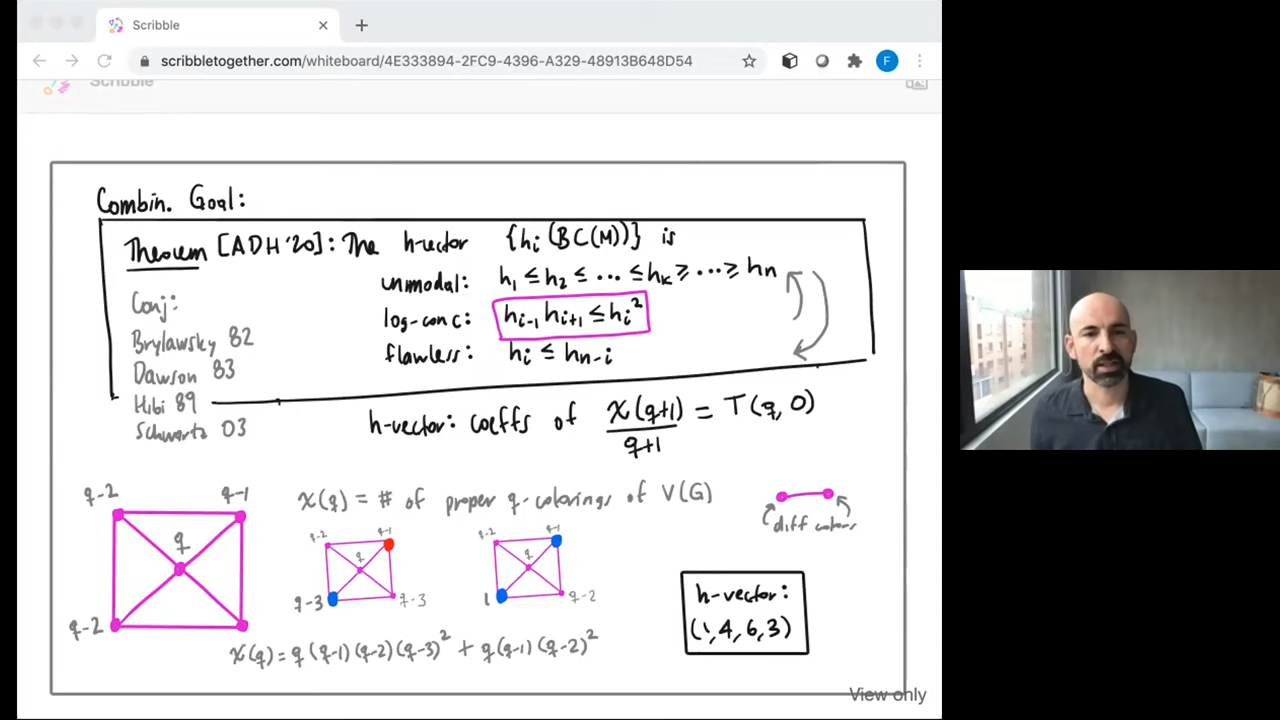 Scribble
scribbletogether.com/whiteboard/4E333894-2FC9-4396-A329-48913B648D54
F
Scribble
Combin. Goal:
Theorem [ADH'20]: The h-vector {hᵢ(BC(M))} is
unmodal: h₁ ≤ h₂ ≤ ... ≤ hₖ ≥ ... ≥ hₙ
log-conc: hᵢ₋₁ hᵢ₊₁ ≤ hᵢ²
flawless: hᵢ ≤ hₙ₋ᵢ
Conj:
Brylawsky 82
Dawson 83
Hibi 89
Schwartz 03
h-vector: coeffs of χ(q+1)/q+1 = T(q, 0)
χ(q) = # of proper q-colorings of V(G)
diff colors
q-2 q-1
q
q-2
q-2 q-1
q
q-3 q-3
q-2 q-1
q
1 q-2
χ(q) = q(q-1)(q-2)(q-3)² + q(q-1)(q-2)²
h-vector:
(1,4,6,3)
View only